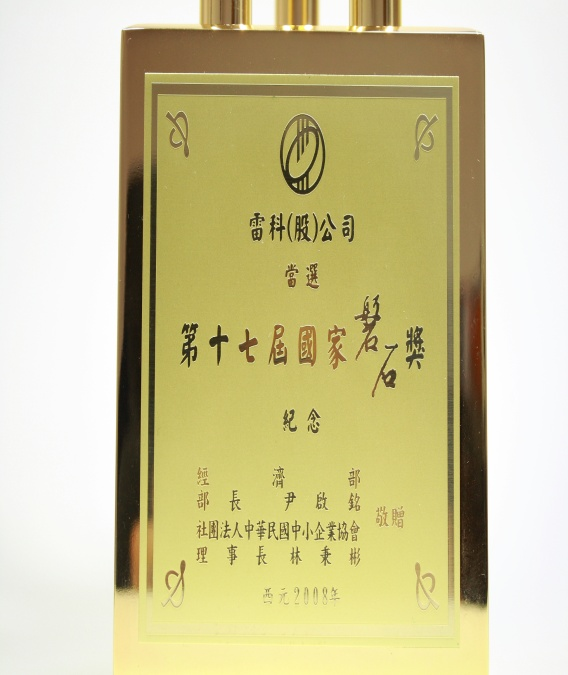 雷科(股)公司
當選
第十七屆國家磐石獎
紀念
經濟部
部長尹啟銘
敬贈
社團法人中華民國中小企業協會
理事長林秉彬
西元2008年